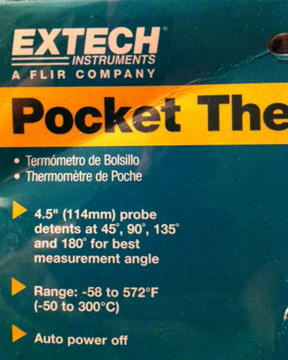 EXTECH®
INSTRUMENTS
A FLIR COMPANY
Pocket The
• Termómetro de Bolsillo
• Thermomètre de Poche
4.5" (114mm) probe
detents at 45°, 90°, 135°
and 180° for best
measurement angle
Range: -58 to 572°F
(-50 to 300°C)
Auto power off